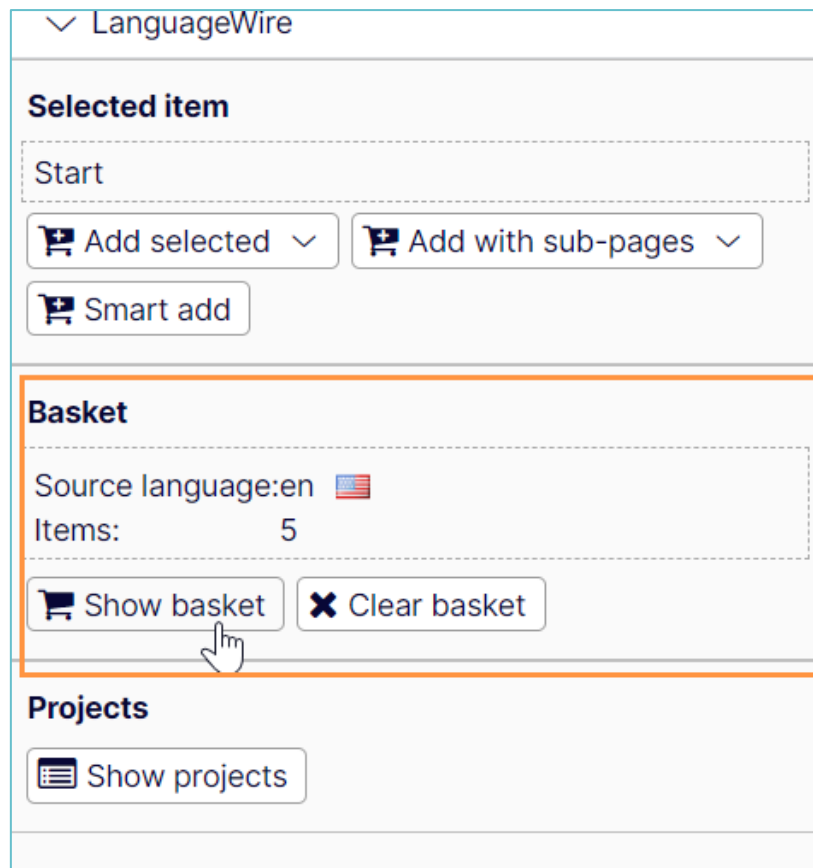 LanguageWire
Selected item
Start
Add selected
Add with sub-pages
Smart add
Basket
Source language:en
Items: 5
Show basket
Clear basket
Projects
Show projects